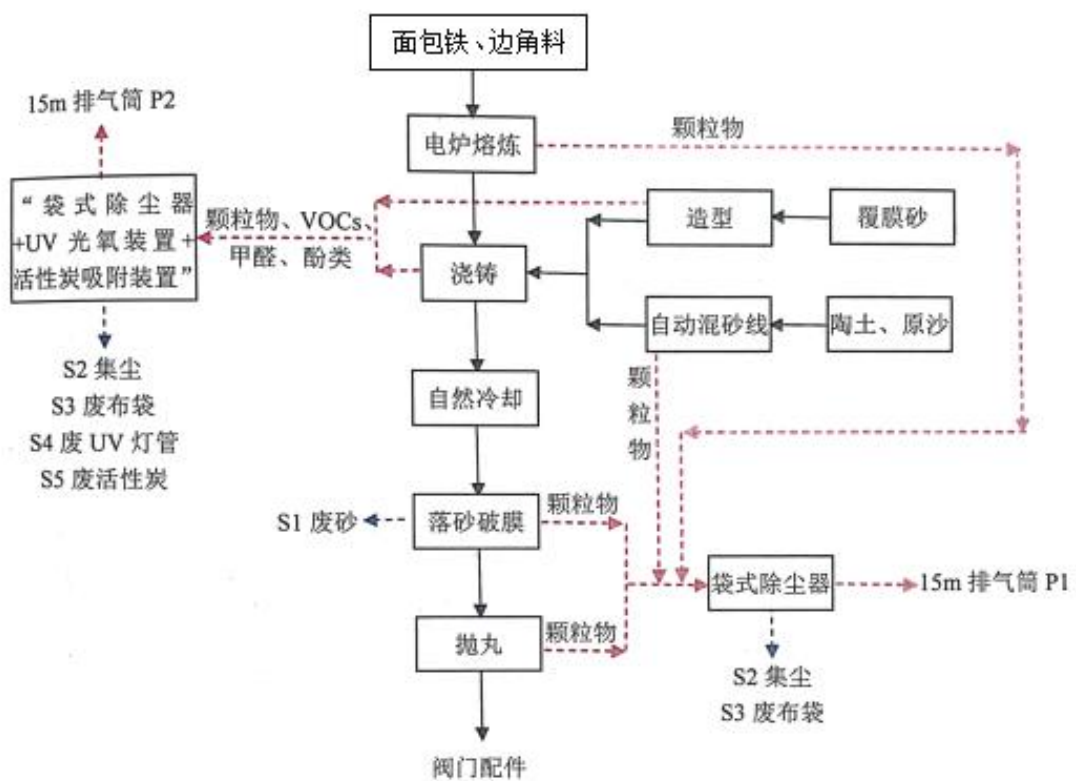 面包铁、边角料
15m 排气筒 P2
电炉熔炼
颗粒物
“袋式除尘器
+UV 光氧装置+
活性炭吸附装置”
颗粒物、VOCs、
甲醛、酚类
造型
覆膜砂
浇铸
自动混砂线
陶土、原沙
S2 集尘
S3 废布袋
S4 废 UV 灯管
S5 废活性炭
自然冷却
颗
粒
物
S1 废砂
落砂破膜
颗粒物
袋式除尘器
15m 排气筒 P1
抛丸
颗粒物
S2 集尘
S3 废布袋
阀门配件